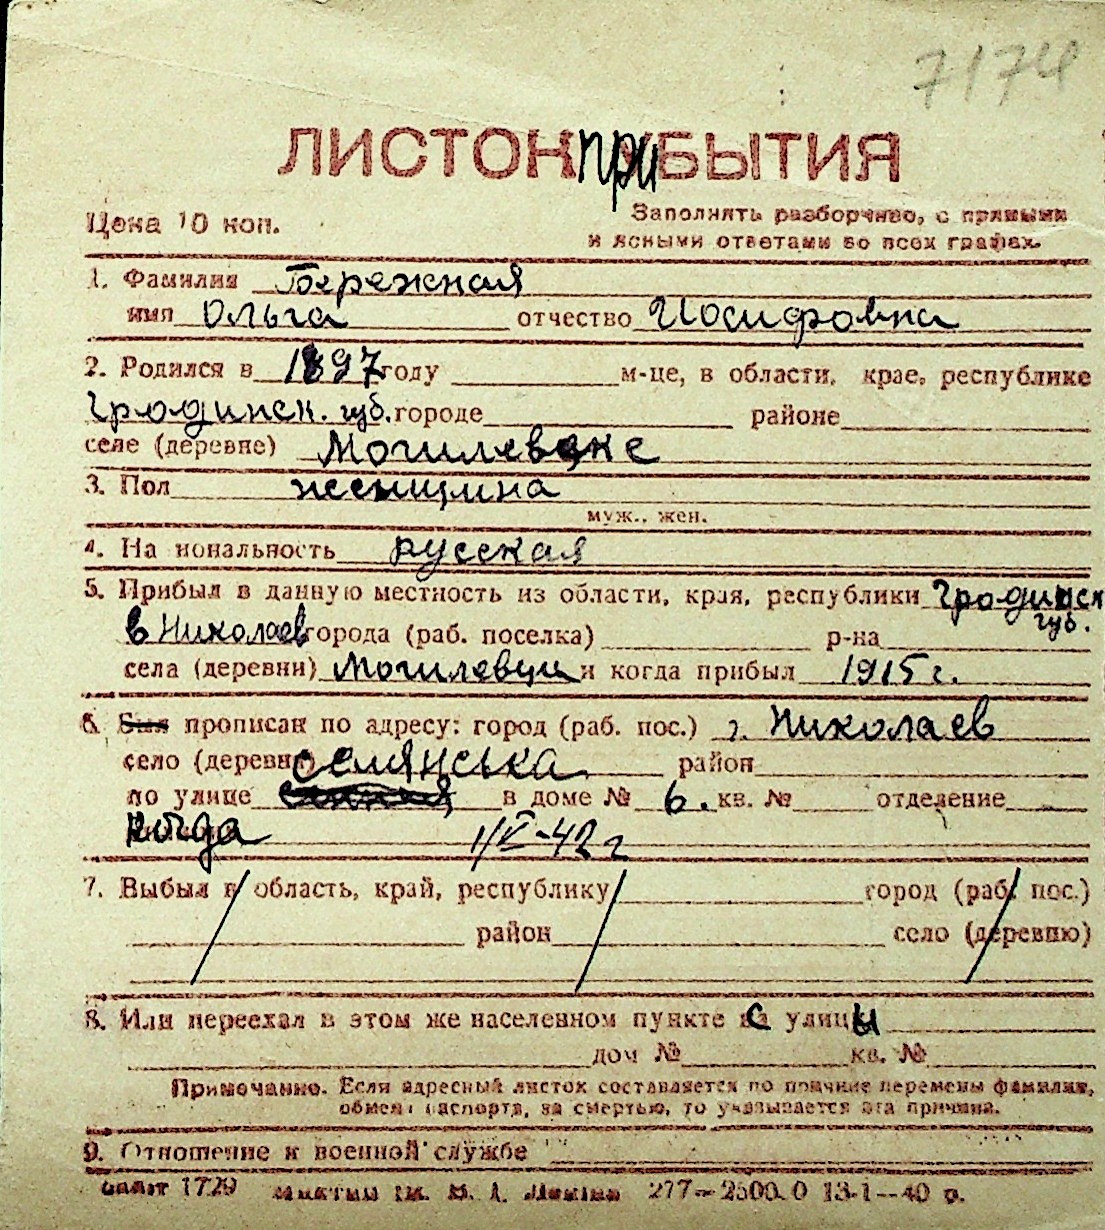 7174
ЛИСТОК ПРИБЫТИЯ
Цена 10 коп.
Заполнять разборчиво, с прямыми
и ясными ответами во всех графах.
1. Фамилия Бережная
имя Ольга отчество Иосифовна
2. Родился в 1897 году м-це, в области, крае, республике
Гродинск. губ. городе районе
селе (деревне) Могилевцне
3. Пол женщина
муж., жен.
4. На иональность русская
5. Прибыл в данную местность из области, края, республики Гродинск
губ.
в Николаев города (раб. поселка) р-на
села (деревни) Могилевци и когда прибыл 1915 г.
6. Был прописан по адресу: город (раб. пос.) г. Николаев
село (деревня) селянська район
по улице в доме № 6. кв. № отделение
когда 1/V-42 г
7. Выбыл в область, край, республику город (раб. пос.)
район село (деревню)
8. Или переехал в этом же населенном пункте с улицы
дом № кв. №
Примечание. Если адресный листок составляется по причине перемены фамилии,
обмена паспорта, за смертью, то указывается эта причина.
9. Отношение к военной службе
1729 277—2500.0 13-1—40 р.